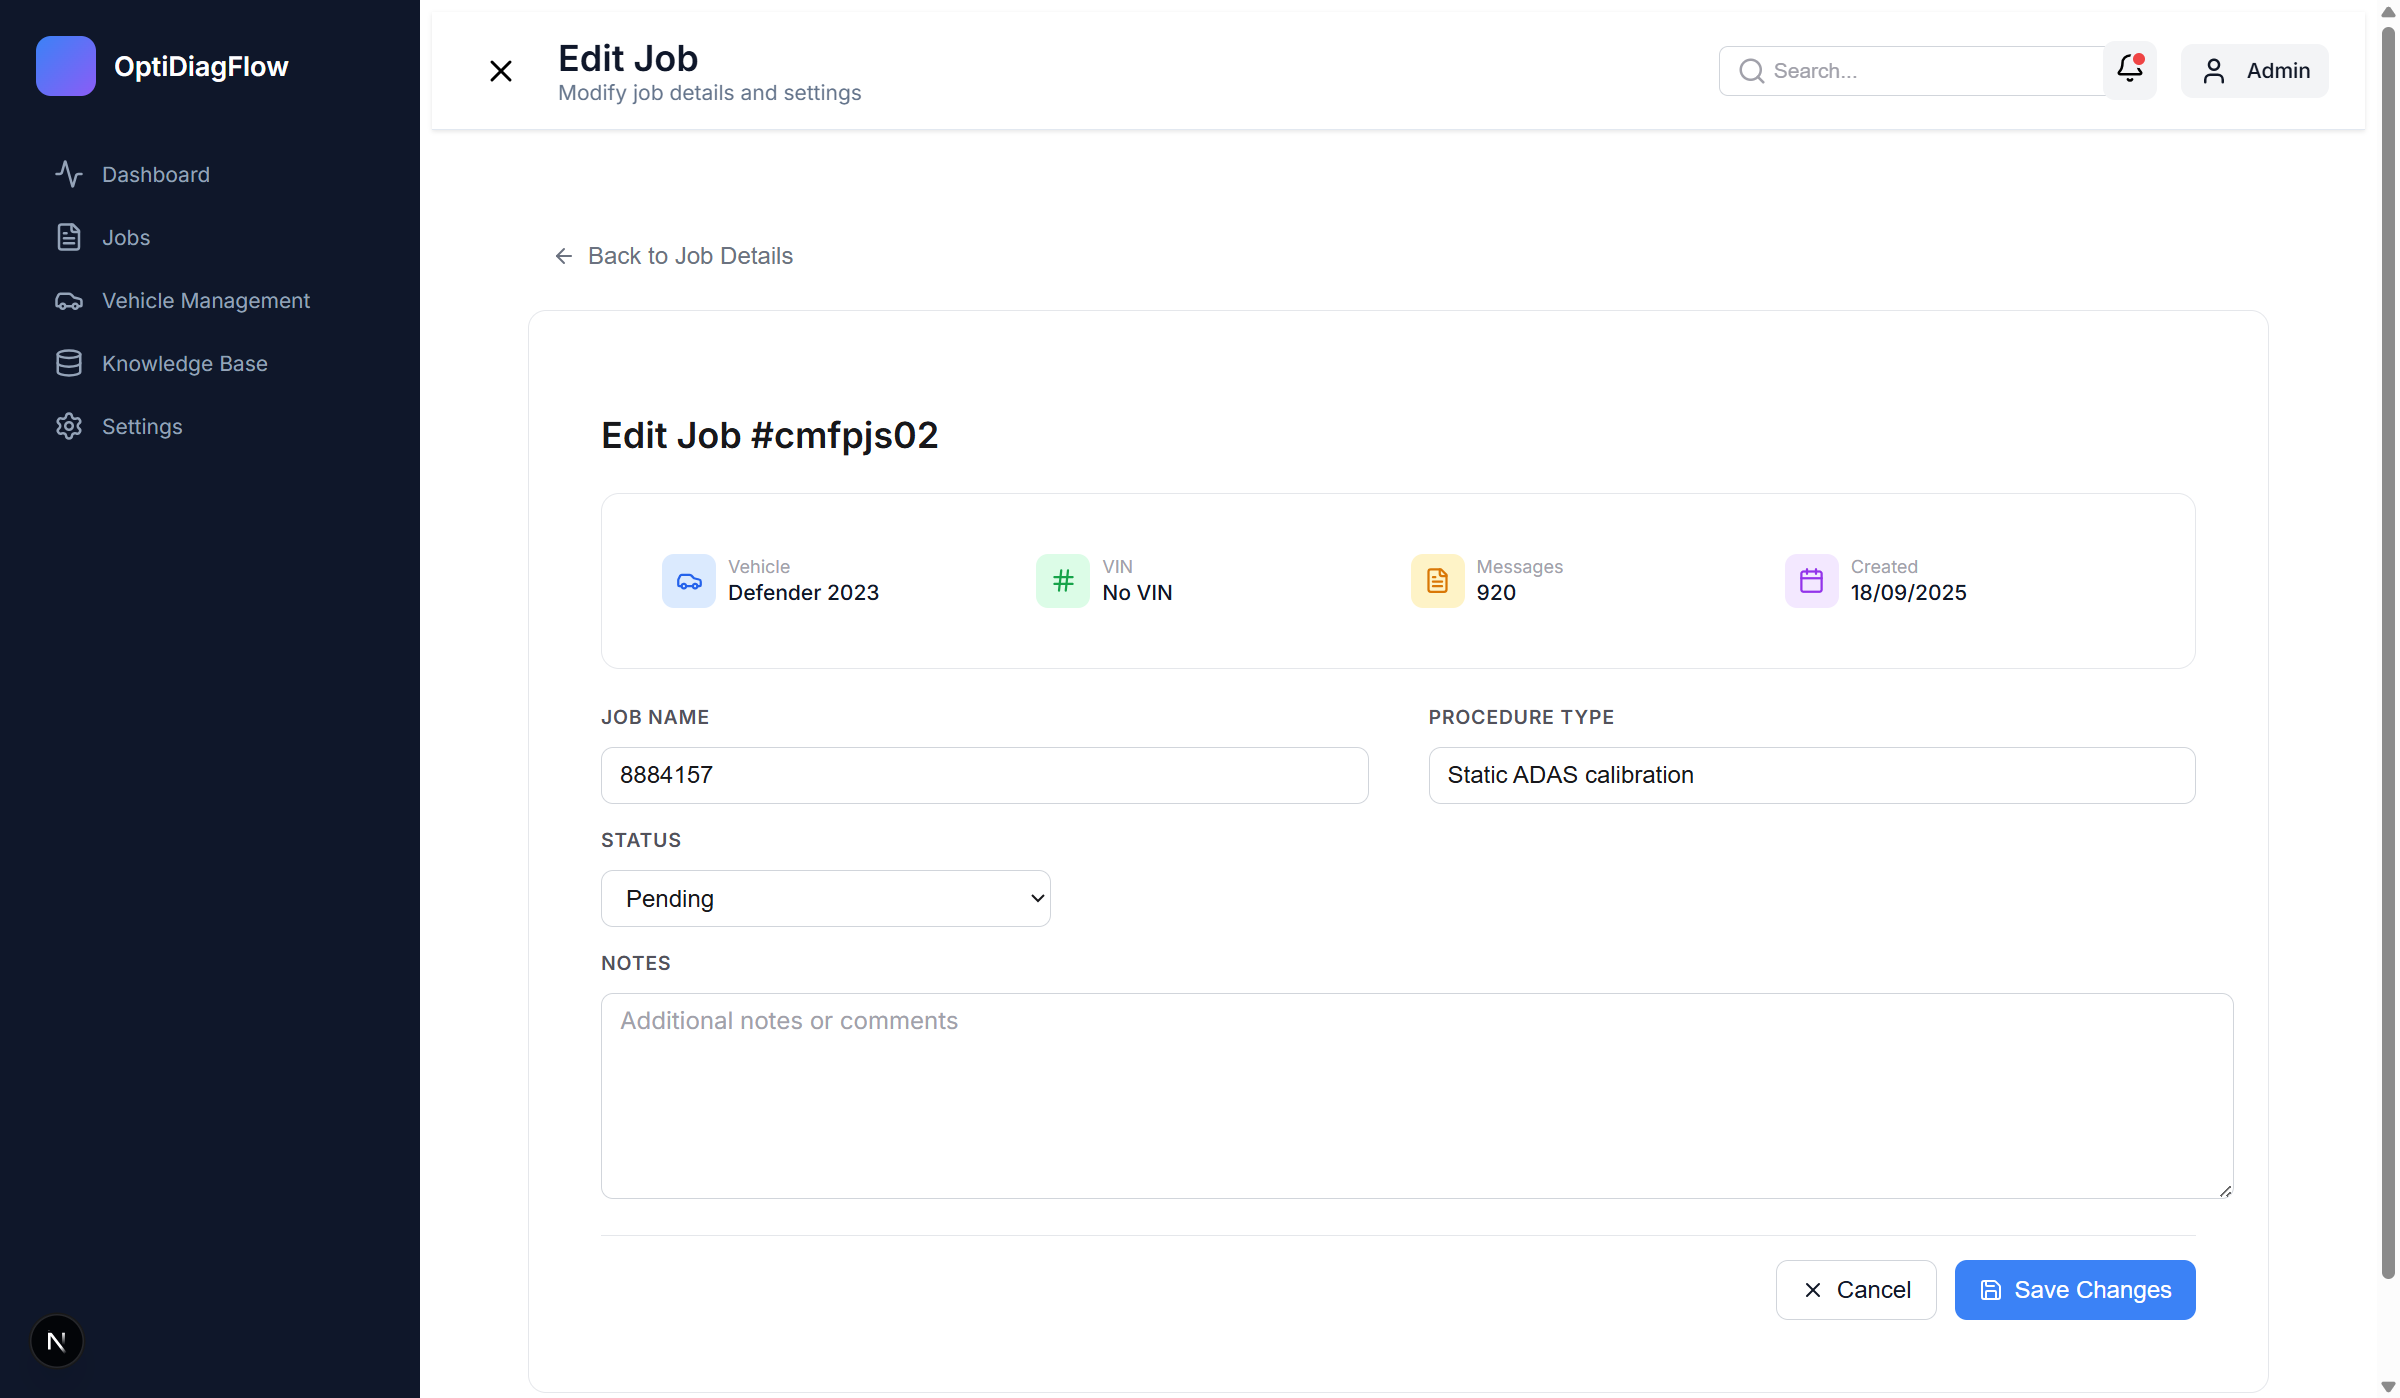 OptiDiagFlow
Dashboard
Jobs
Vehicle Management
Knowledge Base
Settings
N
Edit Job
Modify job details and settings
Search...
Admin
Back to Job Details
Edit Job #cmfpjs02
Vehicle
Defender 2023
VIN
No VIN
Messages
920
Created
18/09/2025
JOB NAME
8884157
PROCEDURE TYPE
Static ADAS calibration
STATUS
Pending
NOTES
Additional notes or comments
Cancel
Save Changes